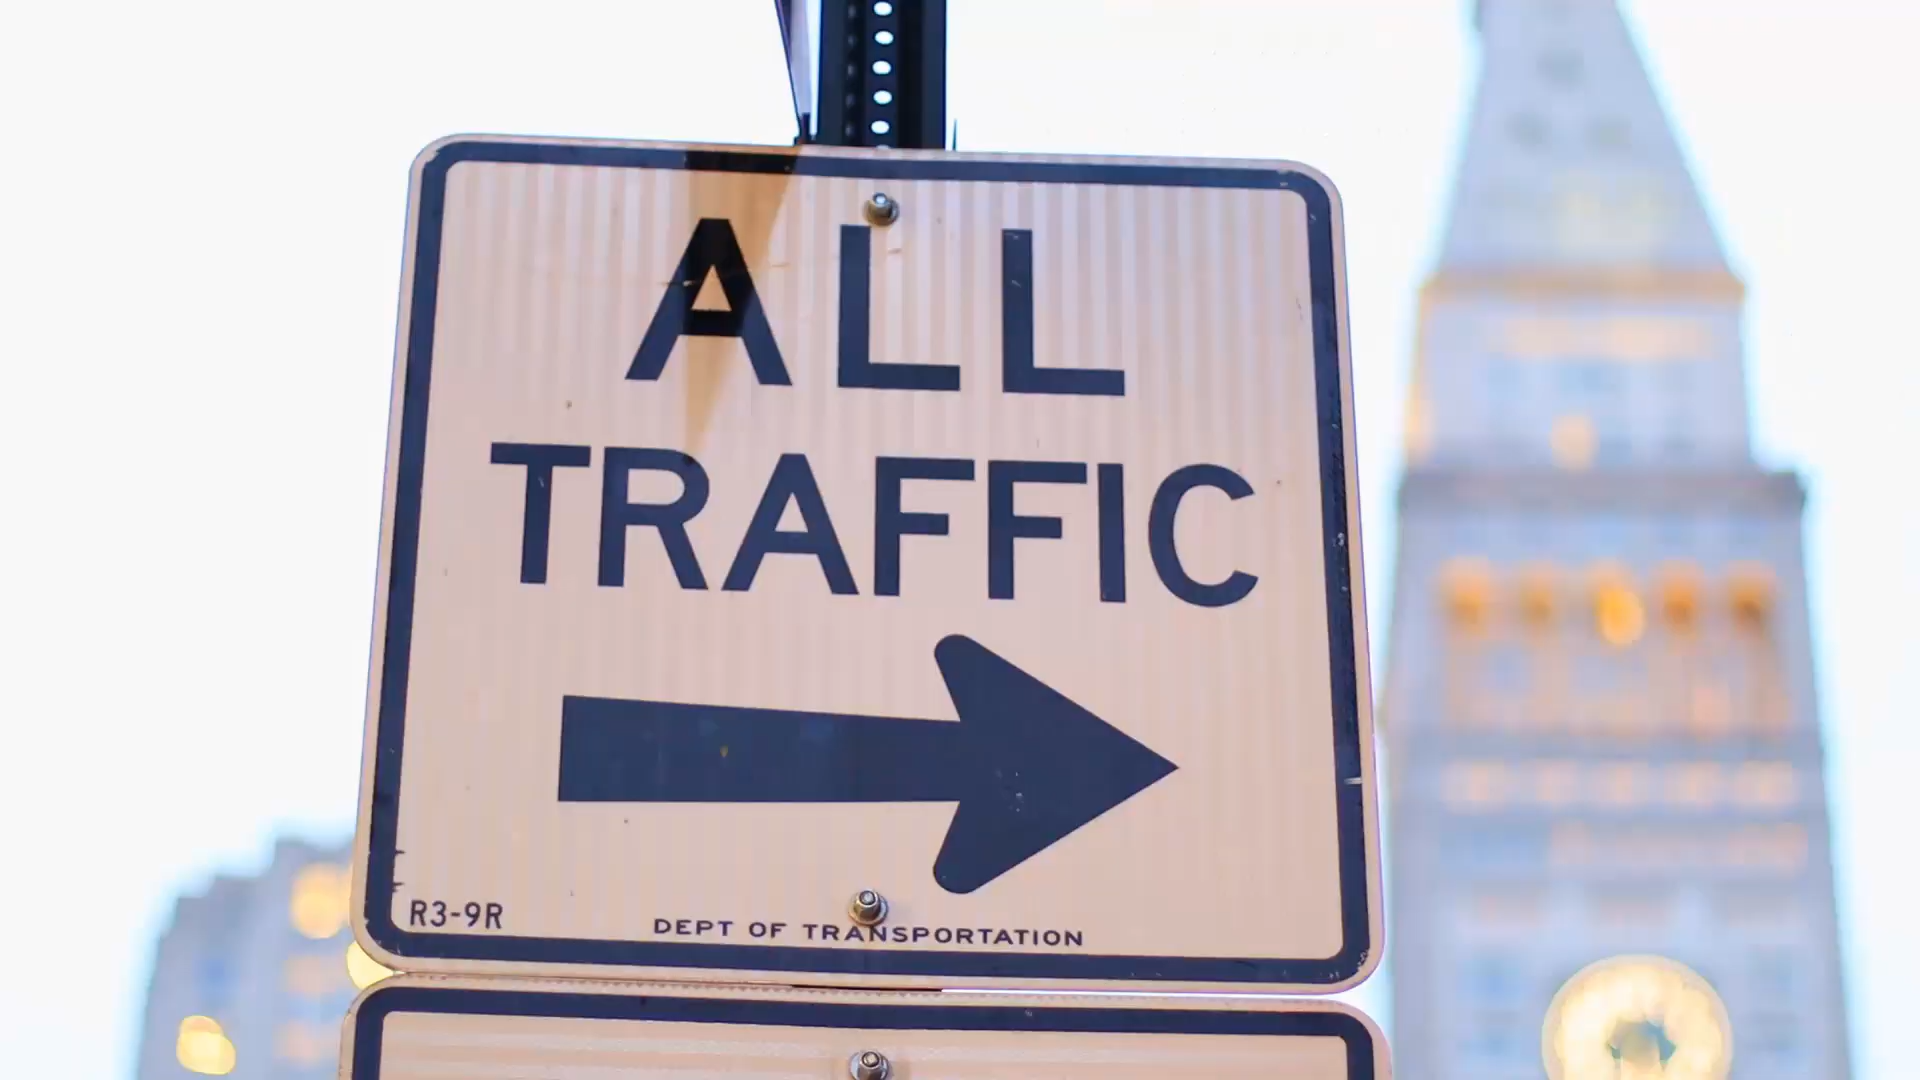 ALL
TRAFFIC
R3-9R
DEPT OF TRANSPORTATION